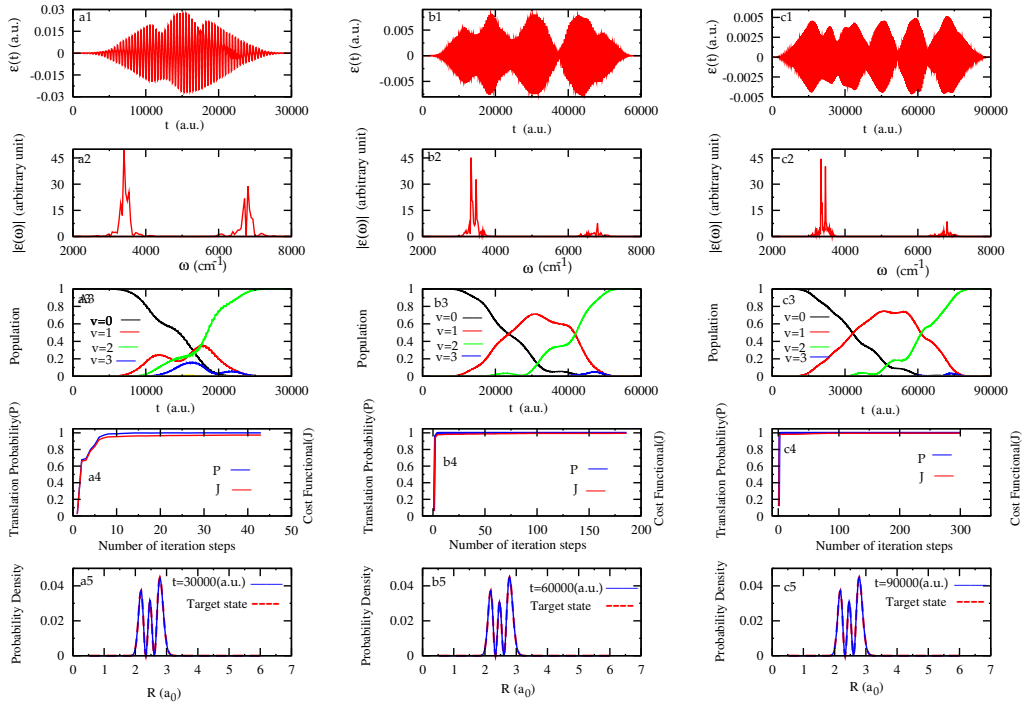 a1
ε(t) (a.u.)
0.03
0.015
0
-0.015
-0.03
0 10000 20000 30000
t (a.u.)
b1
ε(t) (a.u.)
0.005
0
-0.005
0 20000 40000 60000
t (a.u.)
c1
ε(t) (a.u.)
0.005
0.0025
0
-0.0025
-0.005
0 30000 60000 90000
t (a.u.)
a2
|ε(ω)| (arbitrary unit)
45
30
15
0
2000 4000 6000 8000
ω (cm-1)
b2
|ε(ω)| (arbitrary unit)
45
30
15
0
2000 4000 6000 8000
ω (cm-1)
c2
|ε(ω)| (arbitrary unit)
45
30
15
0
2000 4000 6000 8000
ω (cm-1)
a3
Population
1
0.8
0.6
0.4
0.2
0
v=0
v=1
v=2
v=3
0 10000 20000 30000
t (a.u.)
b3
Population
1
0.8
0.6
0.4
0.2
0
v=0
v=1
v=2
v=3
0 20000 40000 60000
t (a.u.)
c3
Population
1
0.8
0.6
0.4
0.2
0
v=0
v=1
v=2
v=3
0 30000 60000 90000
t (a.u.)
a4
Translation Probability(P)
Cost Functional(J)
1
0.8
0.6
0.4
0.2
0
P
J
0 10 20 30 40 50
Number of iteration steps
b4
Translation Probability(P)
Cost Functional(J)
1
0.8
0.6
0.4
0.2
0
P
J
0 50 100 150 200
Number of iteration steps
c4
Translation Probability(P)
Cost Functional(J)
1
0.8
0.6
0.4
0.2
0
P
J
0 100 200 300
Number of iteration steps
a5
Probability Density
0.04
0.02
0
t=30000(a.u.)
Target state
0 1 2 3 4 5 6 7
R (a0)
b5
Probability Density
0.04
0.02
0
t=60000(a.u.)
Target state
0 1 2 3 4 5 6 7
R (a0)
c5
Probability Density
0.04
0.02
0
t=90000(a.u.)
Target state
0 1 2 3 4 5 6 7
R (a0)